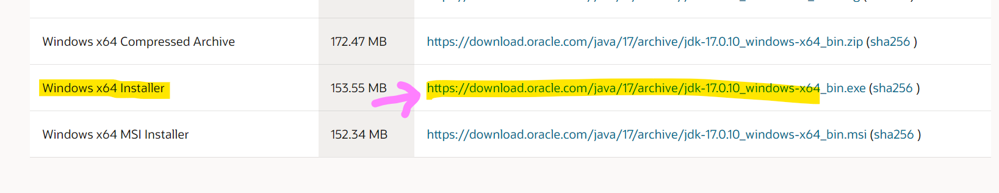 Windows x64 Compressed Archive 172.47 MB https://download.oracle.com/java/17/archive/jdk-17.0.10_windows-x64_bin.zip (sha256 )
Windows x64 Installer 153.55 MB https://download.oracle.com/java/17/archive/jdk-17.0.10_windows-x64_bin.exe (sha256 )
Windows x64 MSI Installer 152.34 MB https://download.oracle.com/java/17/archive/jdk-17.0.10_windows-x64_bin.msi (sha256 )